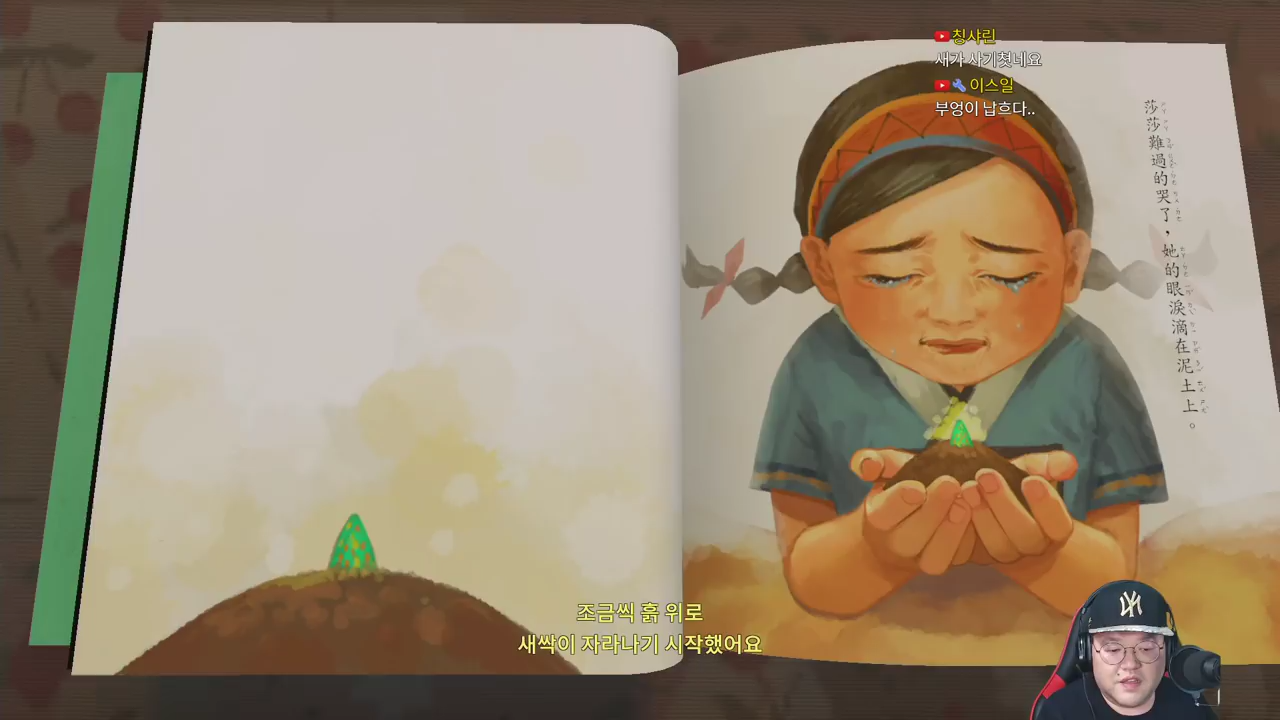 칭샤린
새가 사기쳤네요
이스일
부엉이 납흐다..
莎莎難過的哭了，她的眼淚滴在泥土上。
조금씩 흙 위로
새싹이 자라나기 시작했어요